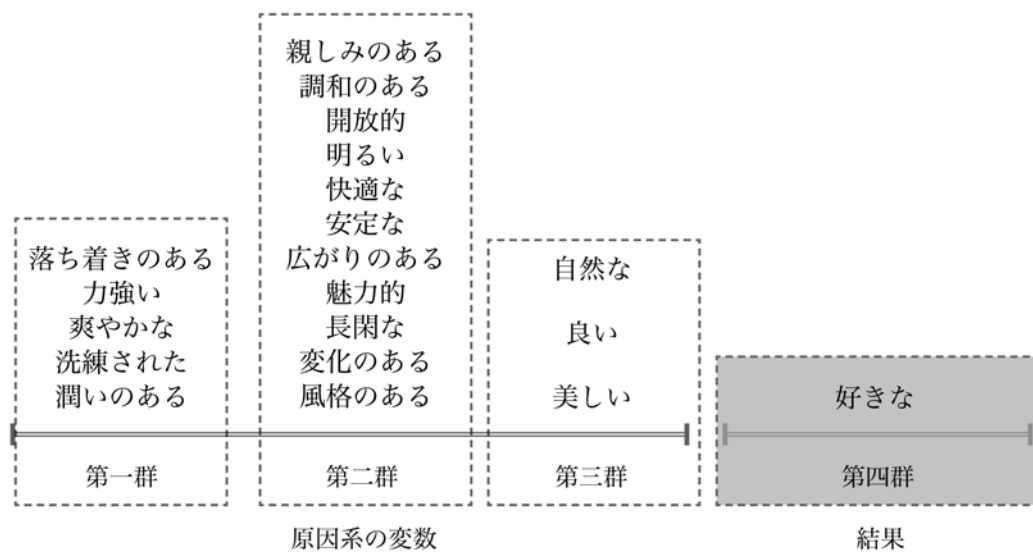 落ち着きのある
力強い
爽やかな
洗練された
潤いのある
第一群
親しみのある
調和のある
開放的
明るい
快適な
安定な
広がりのある
魅力的
長閑な
変化のある
風格のある
第二群
自然な
良い
美しい
第三群
好きな
第四群
原因系の変数
結果